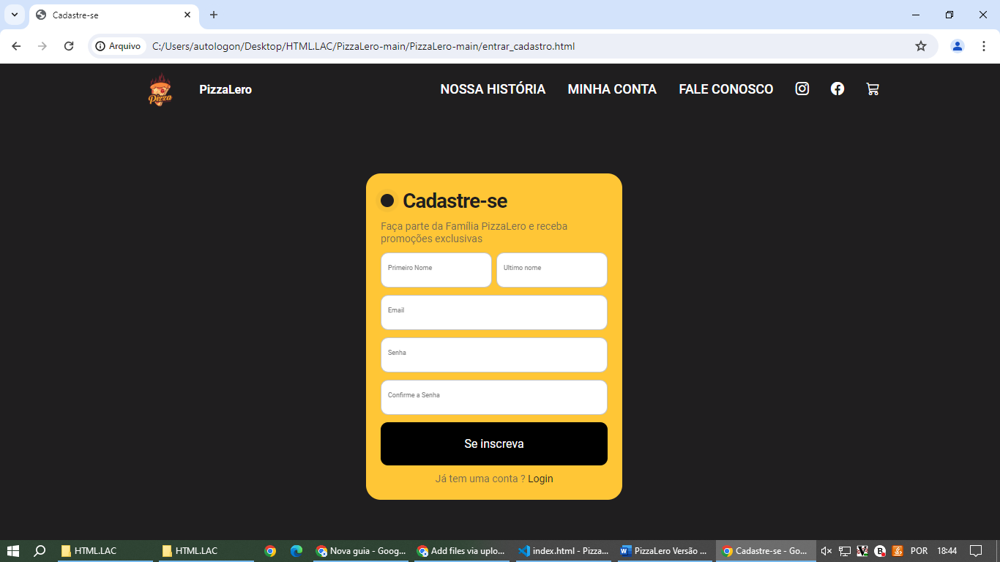 Cadastre-se
Arquivo
C:/Users/autologon/Desktop/HTML.LAC/PizzaLero-main/PizzaLero-main/entrar_cadastro.html
Pizza
PizzaLero
NOSSA HISTÓRIA
MINHA CONTA
FALE CONOSCO
Cadastre-se
Faça parte da Família PizzaLero e receba
promoções exclusivas
Primeiro Nome
Ultimo nome
Email
Senha
Confirme a Senha
Se inscreva
Já tem uma conta ? Login
HTML.LAC
HTML.LAC
Nova guia - Goog...
Add files via uplo...
index.html - Pizza...
PizzaLero Versão ...
Cadastre-se - Go...
POR
18:44